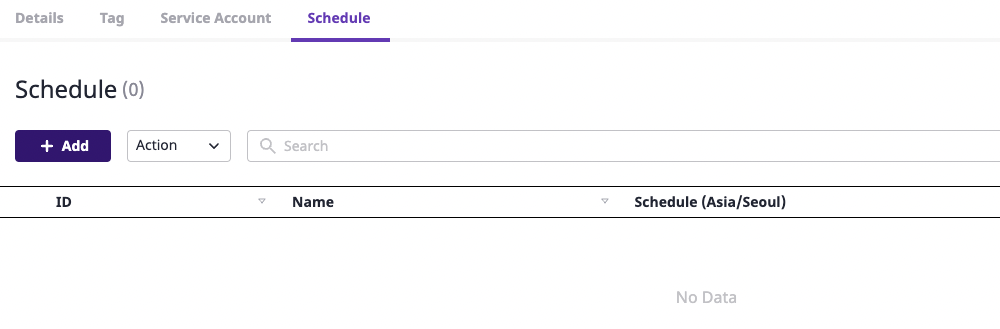 Details Tag Service Account Schedule
Schedule (0)
+ Add Action Search
ID Name Schedule (Asia/Seoul)
No Data